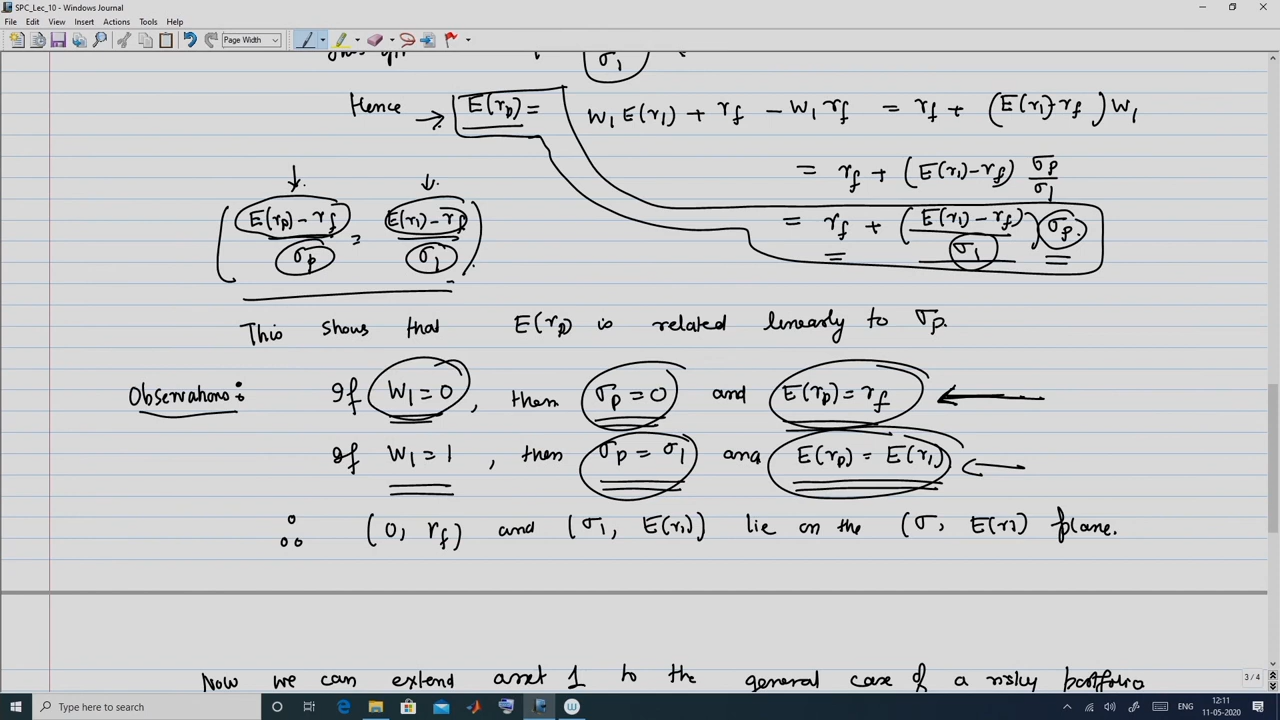 SPC_Lec_10 - Windows Journal
File Edit View Insert Actions Tools Help
Page Width
σ₁
Hence → E(rp) = W₁E(r₁) + rf − W₁rf = rf + (E(r₁)−rf)W₁
= rf + (E(r₁)−rf) σp/σ₁
(E(rp) − rf / σp = E(r₁) − rf / σ₁)
= rf + (E(r₁) − rf / σ₁) σp.
This shows that E(rp) is related linearly to σp.
Observations: If W₁ = 0, then σp = 0 and E(rp) = rf
If W₁ = 1, then σp = σ₁ and E(rp) = E(r₁)
∴ (0, rf) and (σ₁, E(r₁)) lie on the (σ, E(r)) plane.
Now we can extend asset 1 to the general case of a risky portfolio
3 / 4
Type here to search
ENG
12:11
11-05-2020